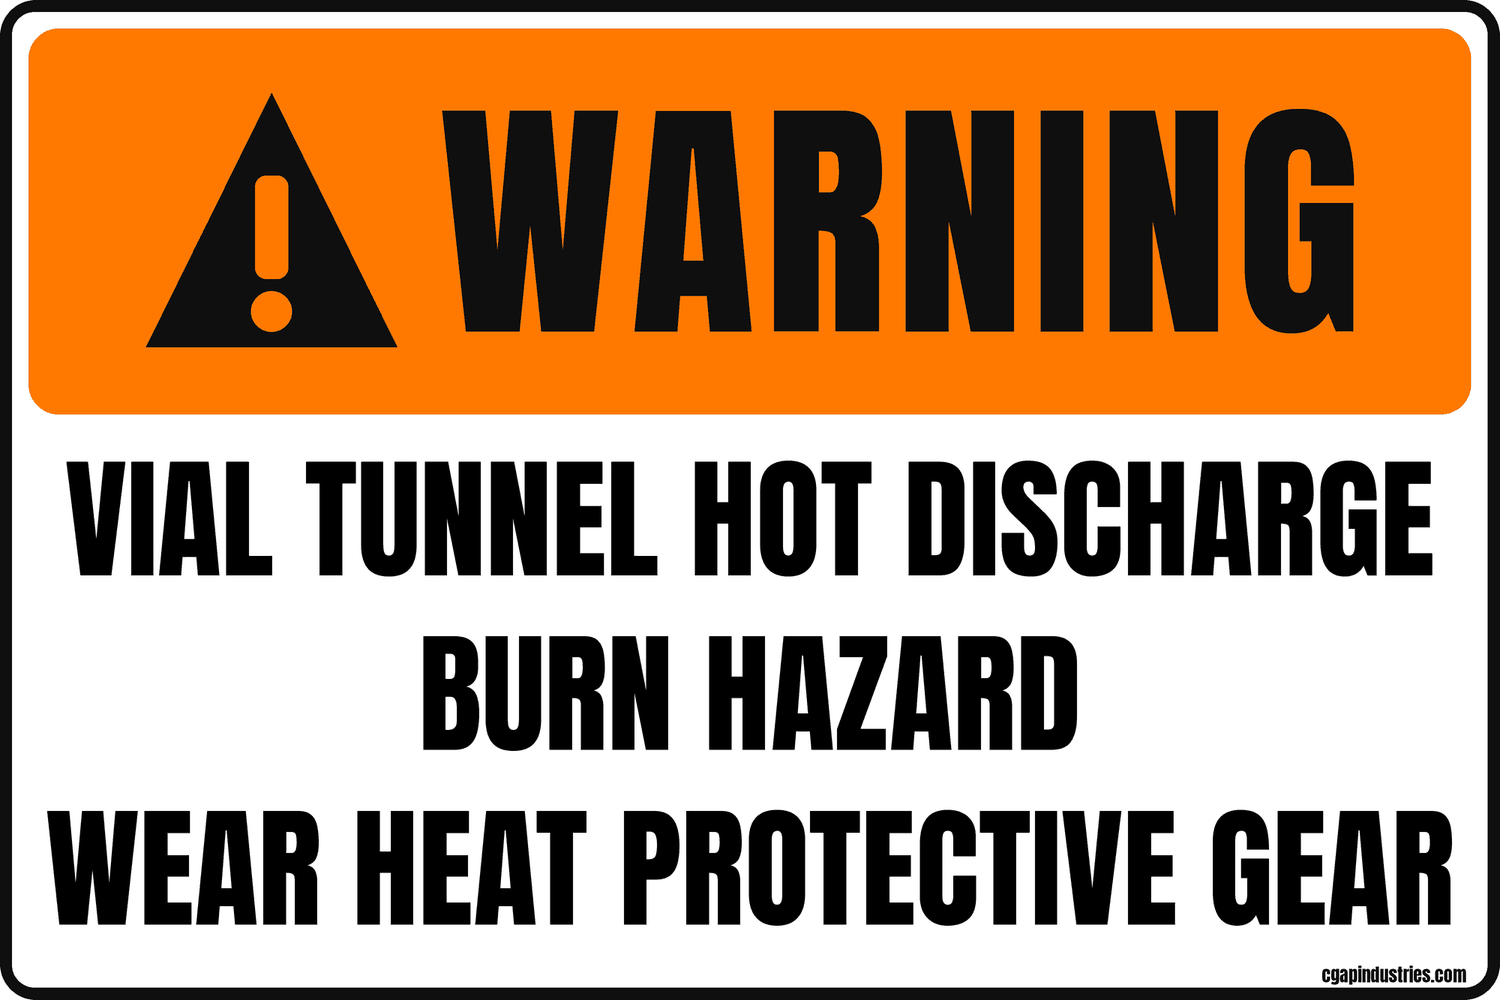 WARNING
VIAL TUNNEL HOT DISCHARGE
BURN HAZARD
WEAR HEAT PROTECTIVE GEAR
cgapindustries.com